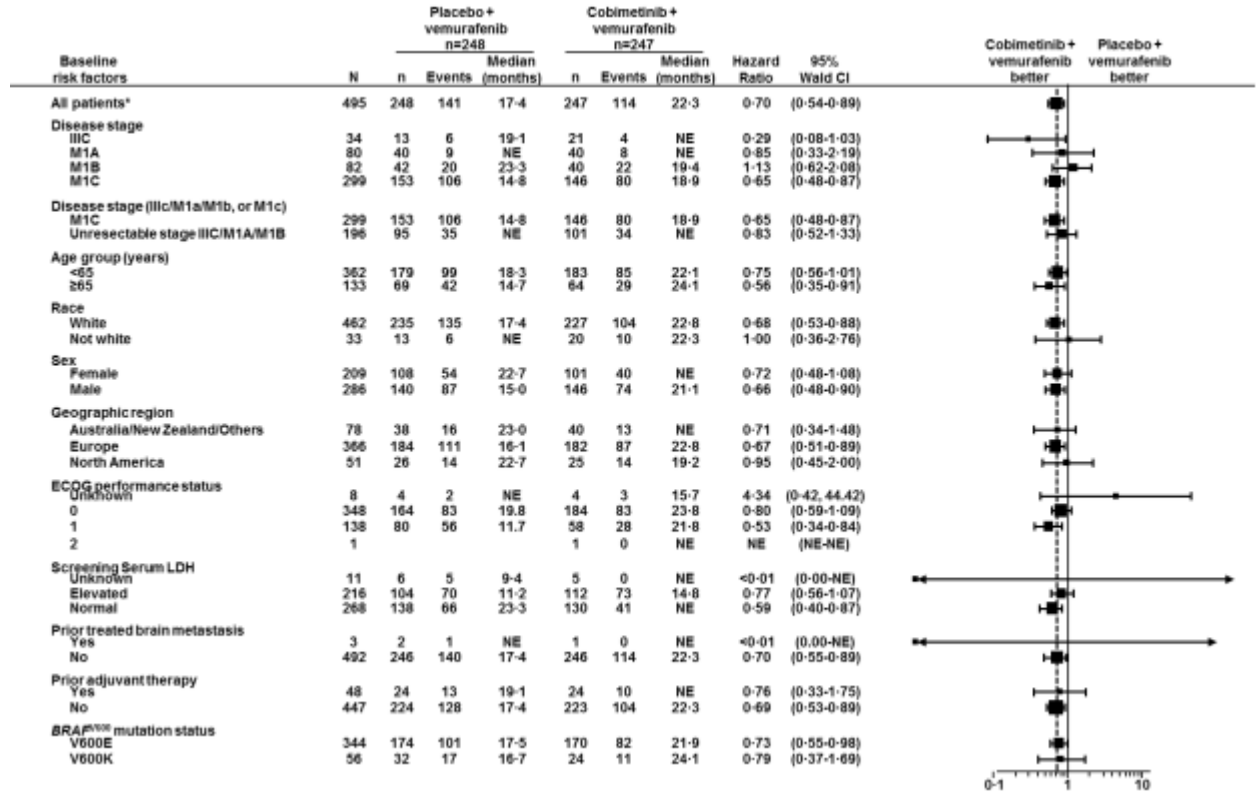 Placebo + Cobimetinib +
vemurafenib vemurafenib
n=248 n=247 Cobimetinib + Placebo +
Baseline Median Median Hazard 95% vemurafenib vemurafenib
risk factors N n Events (months) n Events (months) Ratio Wald CI better better
All patients* 495 248 141 17·4 247 114 22·3 0·70 (0·54-0·89)
Disease stage
IIIC 34 13 6 19·1 21 4 NE 0·29 (0·08-1·03)
M1A 80 40 9 NE 40 8 NE 0·85 (0·33-2·19)
M1B 82 42 20 23·3 40 22 19·4 1·13 (0·62-2·08)
M1C 299 153 106 14·8 146 80 18·9 0·65 (0·48-0·87)
Disease stage (IIIc/M1a/M1b, or M1c)
M1C 299 153 106 14·8 146 80 18·9 0·65 (0·48-0·87)
Unresectable stage IIIC/M1A/M1B 196 95 35 NE 101 34 NE 0·83 (0·52-1·33)
Age group (years)
<65 362 179 99 18·3 183 85 22·1 0·75 (0·56-1·01)
≥65 133 69 42 14·7 64 29 24·1 0·56 (0·35-0·91)
Race
White 462 235 135 17·4 227 104 22·8 0·68 (0·53-0·88)
Not white 33 13 6 NE 20 10 22·3 1·00 (0·36-2·76)
Sex
Female 209 108 54 22·7 101 40 NE 0·72 (0·48-1·08)
Male 286 140 87 15·0 146 74 21·1 0·66 (0·48-0·90)
Geographic region
Australia/New Zealand/Others 78 38 16 23·0 40 13 NE 0·71 (0·34-1·48)
Europe 366 184 111 16·1 182 87 22·8 0·67 (0·51-0·89)
North America 51 26 14 22·7 25 14 19·2 0·95 (0·45-2·00)
ECOG performance status
Unknown 8 4 2 NE 4 3 15·7 4·34 (0·42, 44.42)
0 348 164 83 19.8 184 83 23·8 0·80 (0·59-1·09)
1 138 80 56 11.7 58 28 21·8 0·53 (0·34-0·84)
2 1 1 0 NE NE (NE-NE)
Screening Serum LDH
Unknown 11 6 5 9·4 5 0 NE <0·01 (0·00-NE)
Elevated 216 104 70 11·2 112 73 14·8 0·77 (0·56-1·07)
Normal 268 138 66 23·3 130 41 NE 0·59 (0·40-0·87)
Prior treated brain metastasis
Yes 3 2 1 NE 1 0 NE <0·01 (0.00-NE)
No 492 246 140 17·4 246 114 22·3 0·70 (0·55-0·89)
Prior adjuvant therapy
Yes 48 24 13 19·1 24 10 NE 0·76 (0·33-1·75)
No 447 224 128 17·4 223 104 22·3 0·69 (0·53-0·89)
BRAF^V600 mutation status
V600E 344 174 101 17·5 170 82 21·9 0·73 (0·55-0·98)
V600K 56 32 17 16·7 24 11 24·1 0·79 (0·37-1·69)
0·1 1 10